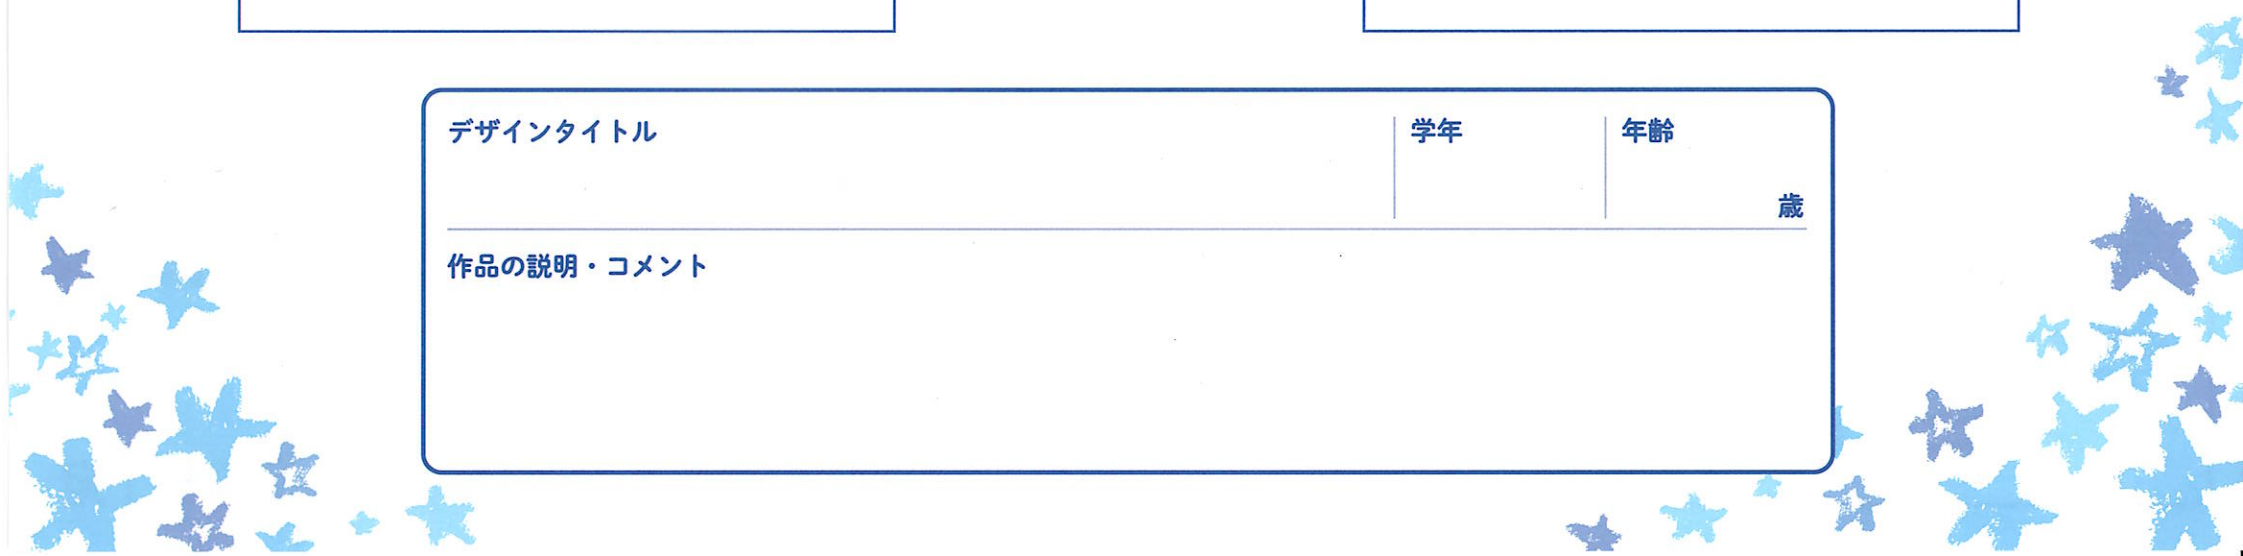 デザインタイトル
学年
年齢
歳
作品の説明・コメント